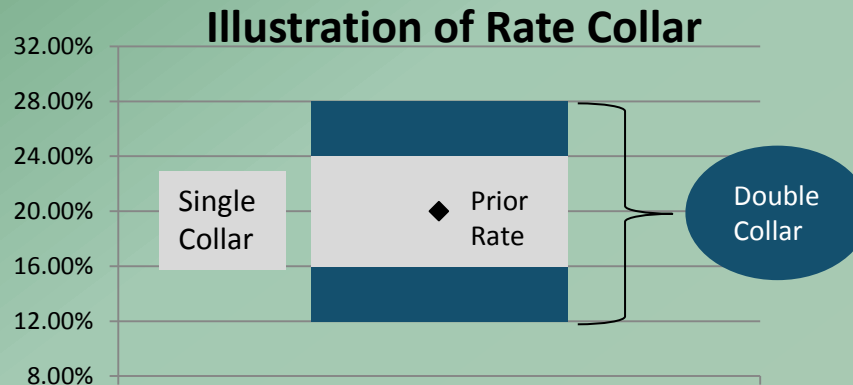 Illustration of Rate Collar
32.00%
28.00%
24.00%
20.00%
16.00%
12.00%
8.00%
Single
Collar
Prior
Rate
Double
Collar